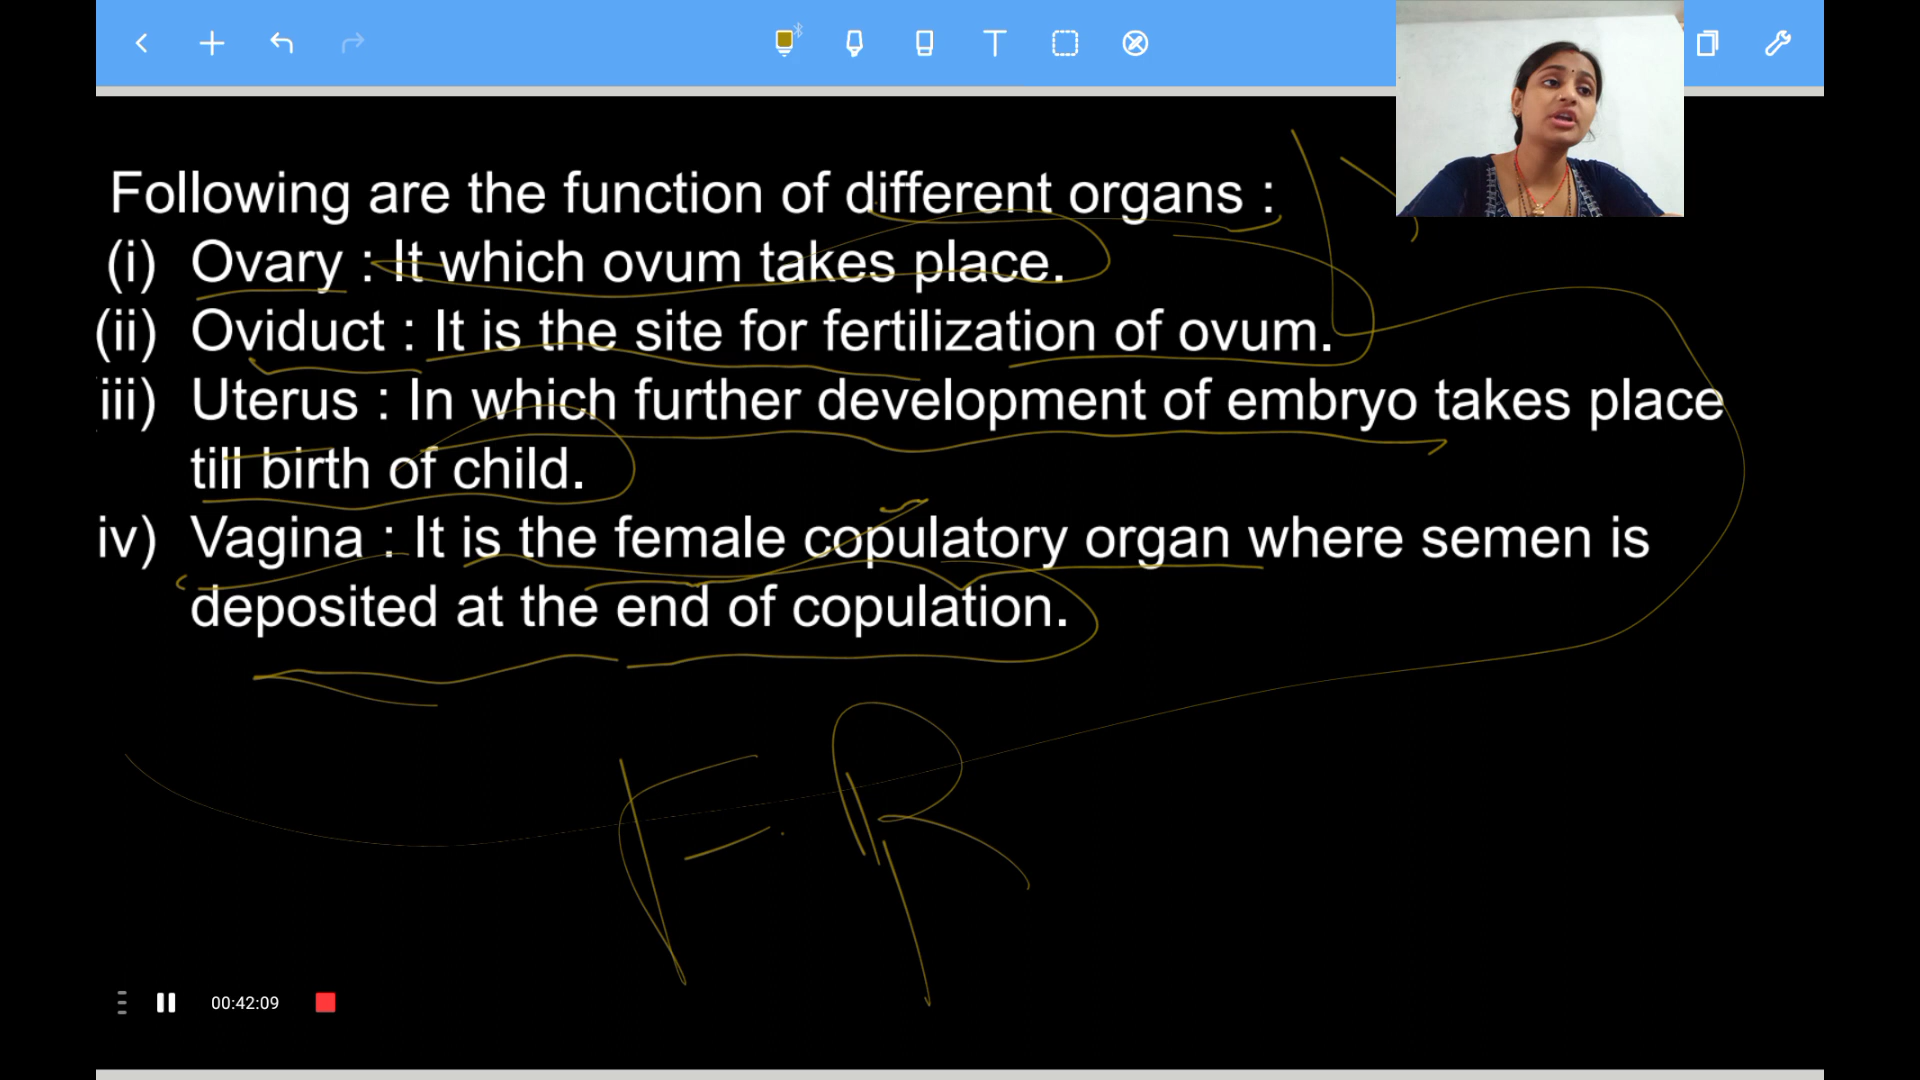 Following are the function of different organs :
(i) Ovary : It which ovum takes place.
(ii) Oviduct : It is the site for fertilization of ovum.
iii) Uterus : In which further development of embryo takes place
till birth of child.
iv) Vagina : It is the female copulatory organ where semen is
deposited at the end of copulation.
F.R
00:42:09